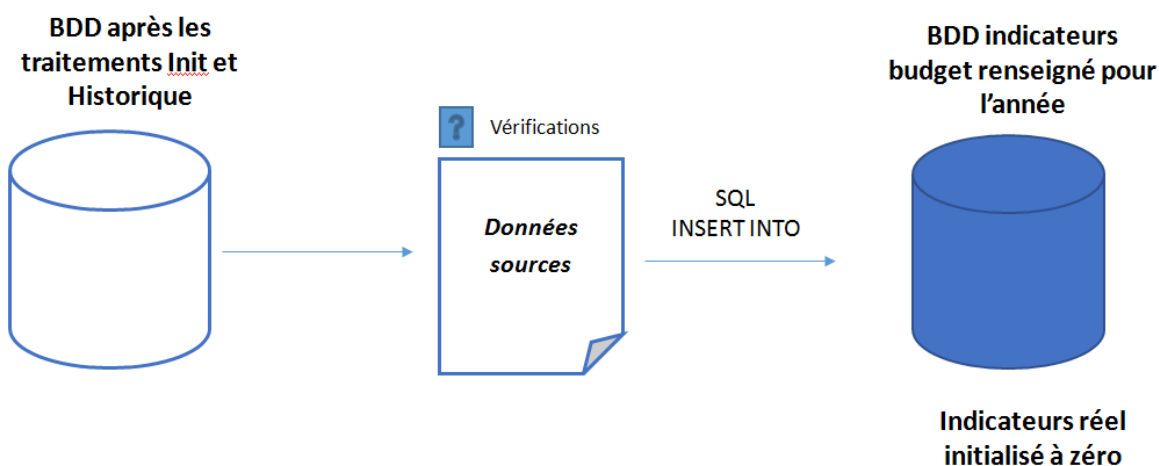 BDD après les
traitements Init et
Historique
?
Vérifications
Données
sources
SQL
INSERT INTO
BDD indicateurs
budget renseigné pour
l'année
Indicateurs réel
initialisé à zéro